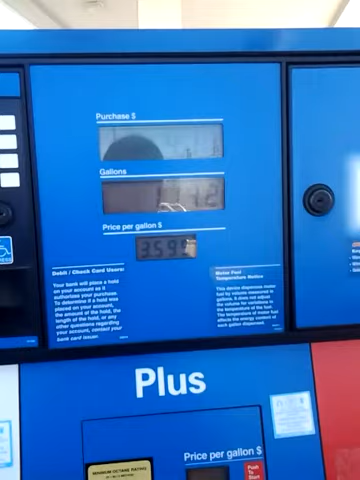 Purchase $
Gallons
Price per gallon $
3.59
Debit / Check Card Users:
Your bank will place a hold
on your account as it
authorizes your purchase.
To determine if a hold was
placed on your account,
the amount of the hold, the
length of the hold, or any
other questions regarding
your account, contact your
bank card issuer.
Motor Fuel
Temperature Notice
This device dispenses motor
fuel by volume measured in
gallons. It does not adjust
the volume for variations in
the temperature of the fuel.
The temperature of motor fuel
affects the energy content of
each gallon dispensed.
Plus
Price per gallon $
MINIMUM OCTANE RATING
Push
To
Start